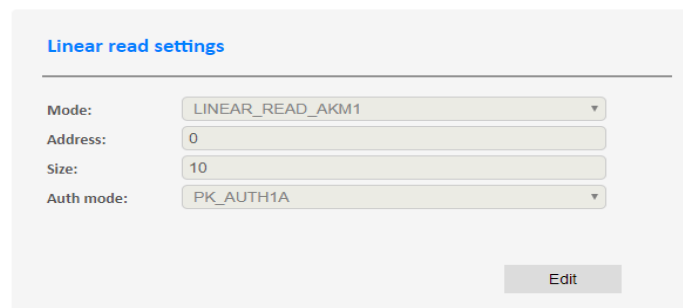 Linear read settings
Mode: LINEAR_READ_AKM1
Address: 0
Size: 10
Auth mode: PK_AUTH1A
Edit